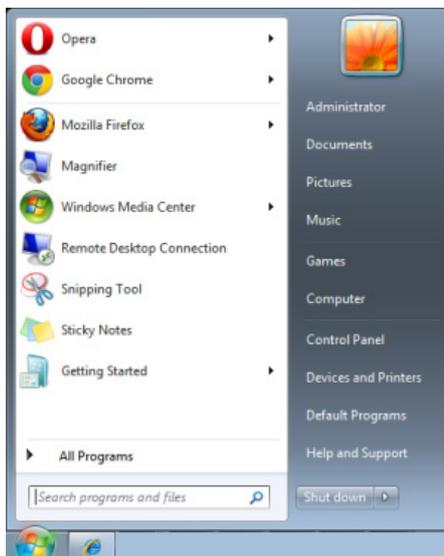 Opera
Google Chrome
Mozilla Firefox
Magnifier
Windows Media Center
Remote Desktop Connection
Snipping Tool
Sticky Notes
Getting Started
All Programs
Search programs and files
Administrator
Documents
Pictures
Music
Games
Computer
Control Panel
Devices and Printers
Default Programs
Help and Support
Shut down